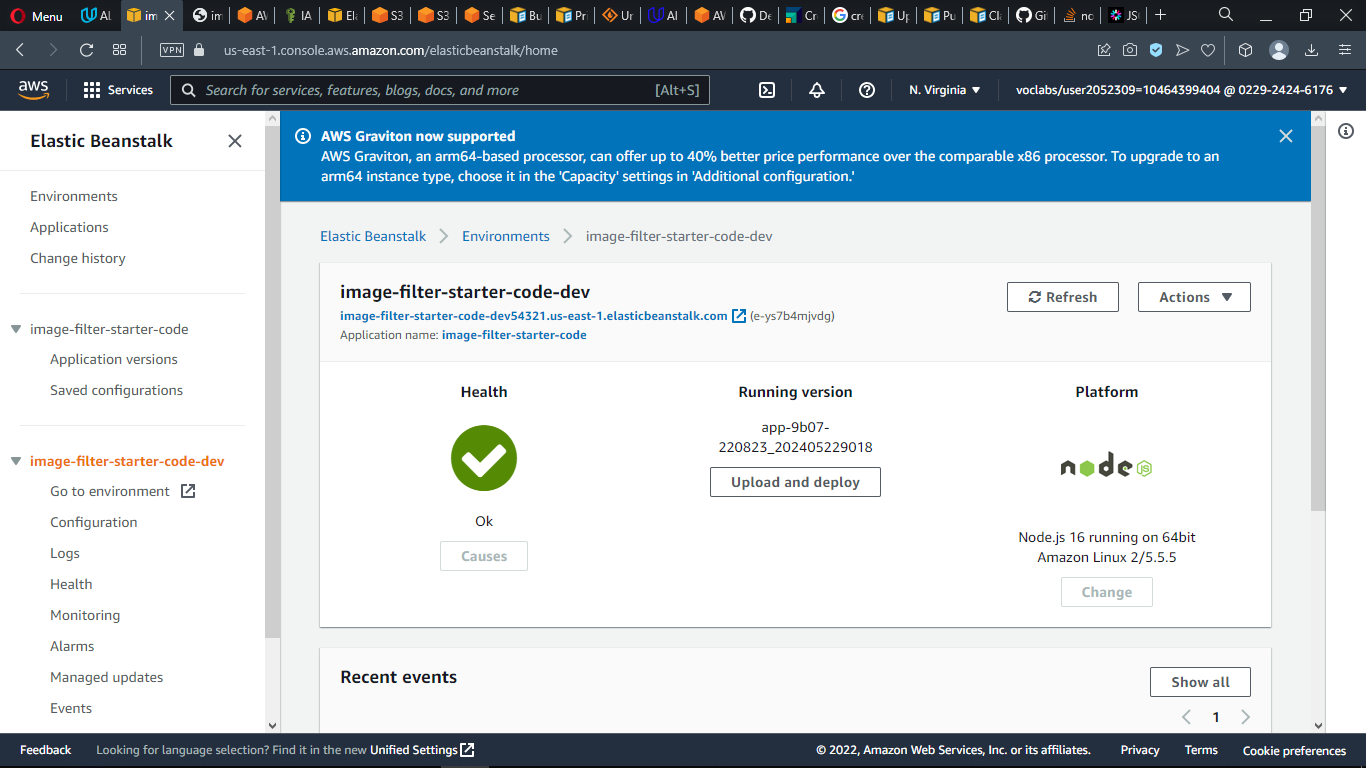 Menu
AL
im
im
AW
IA
Ela
S3
S3
Se
Bu
Pri
Ur
Al
AW
De
Cr
cre
Up
Pu
Cla
Git
no
JS
VPN
us-east-1.console.aws.amazon.com/elasticbeanstalk/home
aws
Services
Search for services, features, blogs, docs, and more [Alt+S]
N. Virginia
voclabs/user2052309=10464399404 @ 0229-2424-6176
Elastic Beanstalk
Environments
Applications
Change history
image-filter-starter-code
Application versions
Saved configurations
image-filter-starter-code-dev
Go to environment
Configuration
Logs
Health
Monitoring
Alarms
Managed updates
Events
AWS Graviton now supported
AWS Graviton, an arm64-based processor, can offer up to 40% better price performance over the comparable x86 processor. To upgrade to an
arm64 instance type, choose it in the 'Capacity' settings in 'Additional configuration.'
Elastic Beanstalk
Environments
image-filter-starter-code-dev
image-filter-starter-code-dev
image-filter-starter-code-dev54321.us-east-1.elasticbeanstalk.com (e-ys7b4mjvdg)
Application name: image-filter-starter-code
Refresh
Actions
Health
Ok
Causes
Running version
app-9b07-
220823_202405229018
Upload and deploy
Platform
node
JS
Node.js 16 running on 64bit
Amazon Linux 2/5.5.5
Change
Recent events
Show all
1
Feedback
Looking for language selection? Find it in the new Unified Settings
© 2022, Amazon Web Services, Inc. or its affiliates.
Privacy
Terms
Cookie preferences